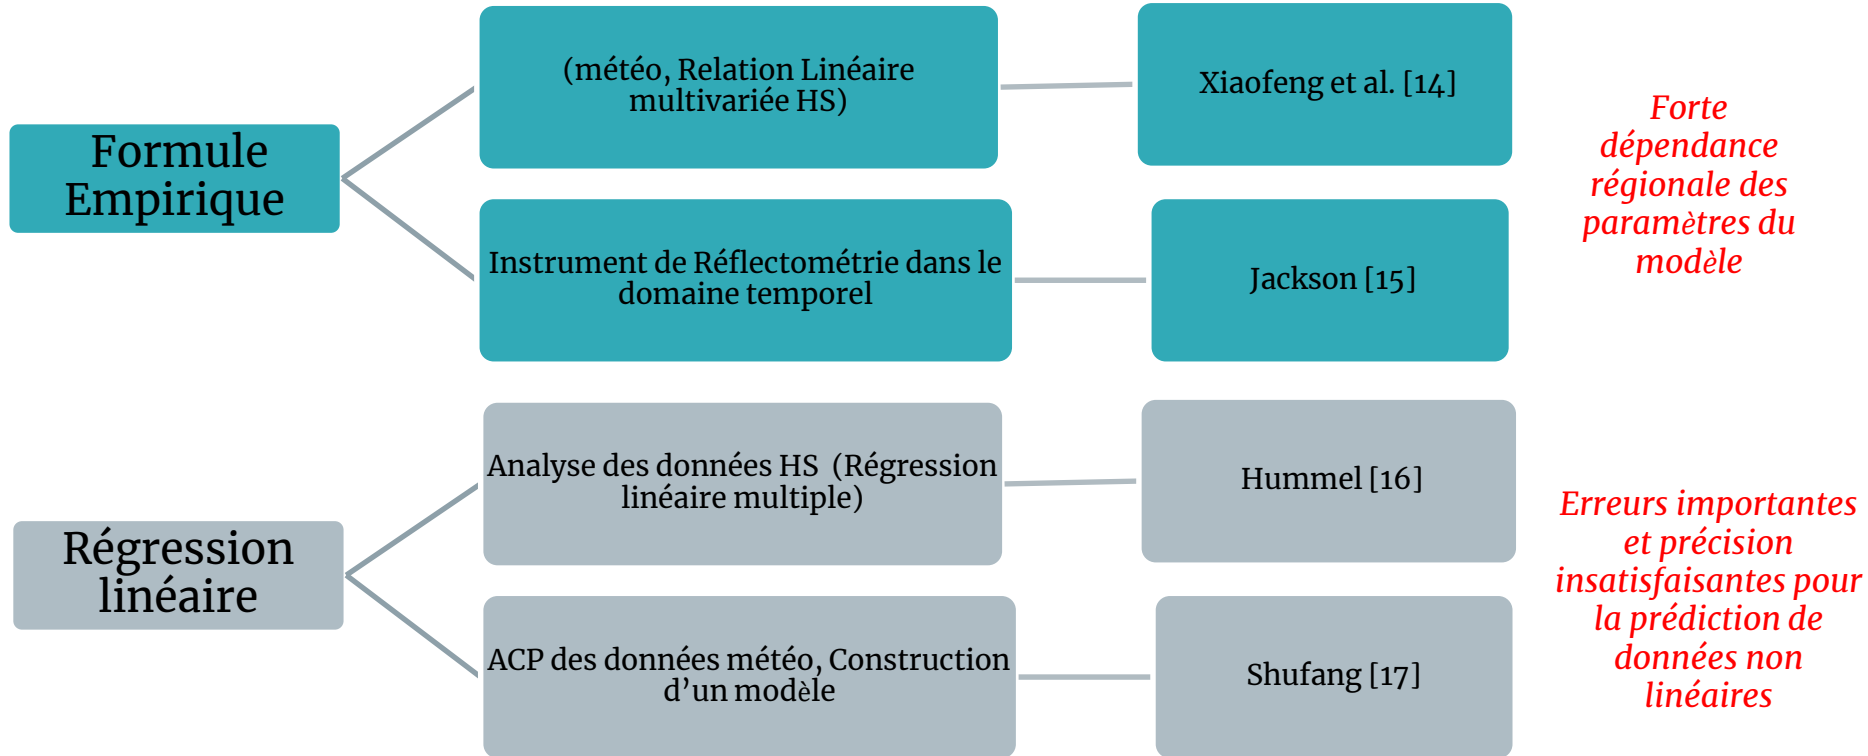 Formule
Empirique
(météo, Relation Linéaire
multivariée HS)
Xiaofeng et al. [14]
Instrument de Réflectométrie dans le
domaine temporel
Jackson [15]
Forte
dépendance
régionale des
paramètres du
modèle
Régression
linéaire
Analyse des données HS (Régression
linéaire multiple)
Hummel [16]
ACP des données météo, Construction
d’un modèle
Shufang [17]
Erreurs importantes
et précision
insatisfaisantes pour
la prédiction de
données non
linéaires